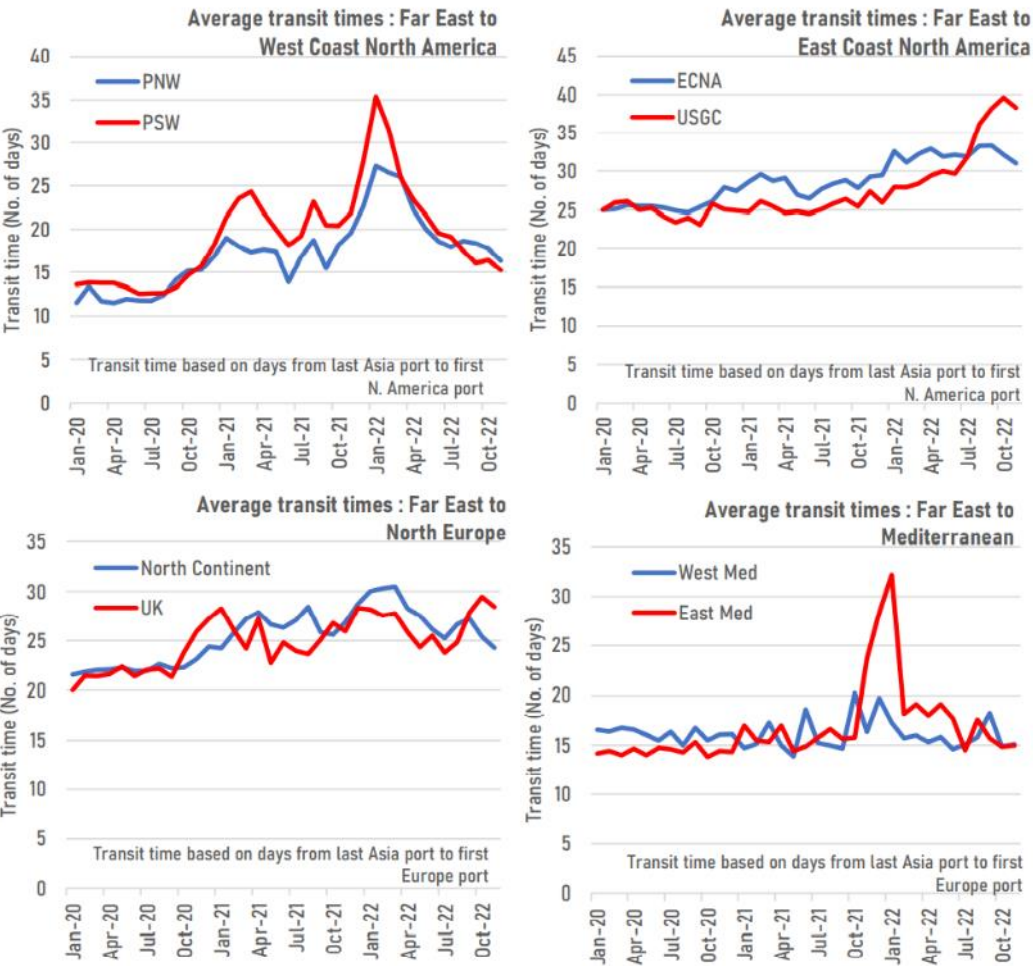 Average transit times : Far East to
West Coast North America
40
35
30
25
20
15
10
5
0
Transit time (No. of days)
PNW
PSW
Transit time based on days from last Asia port to first
N. America port
Jan-20
Apr-20
Jul-20
Oct-20
Jan-21
Apr-21
Jul-21
Oct-21
Jan-22
Apr-22
Jul-22
Oct-22
Average transit times : Far East to
East Coast North America
45
40
35
30
25
20
15
10
5
0
Transit time (No. of days)
ECNA
USGC
Transit time based on days from last Asia port to first
N. America port
Jan-20
Apr-20
Jul-20
Oct-20
Jan-21
Apr-21
Jul-21
Oct-21
Jan-22
Apr-22
Jul-22
Oct-22
Average transit times : Far East to
North Europe
35
30
25
20
15
10
5
0
Transit time (No. of days)
North Continent
UK
Transit time based on days from last Asia port to first
Europe port
Jan-20
Apr-20
Jul-20
Oct-20
Jan-21
Apr-21
Jul-21
Oct-21
Jan-22
Apr-22
Jul-22
Oct-22
Average transit times : Far East to
Mediterranean
35
30
25
20
15
10
5
0
Transit time (No. of days)
West Med
East Med
Transit time based on days from last Asia port to first
Europe port
Jan-20
Apr-20
Jul-20
Oct-20
Jan-21
Apr-21
Jul-21
Oct-21
Jan-22
Apr-22
Jul-22
Oct-22